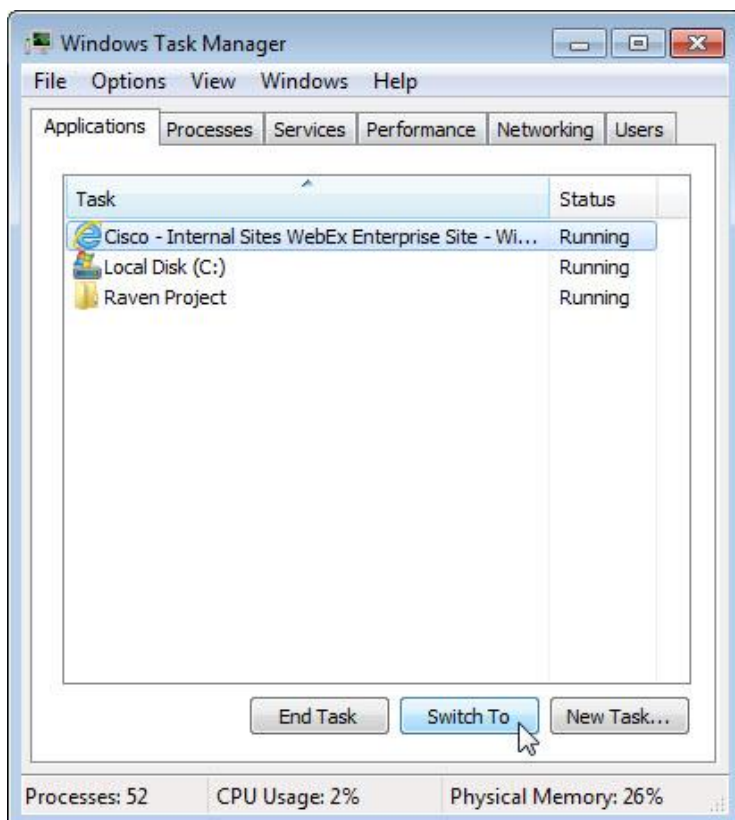 Windows Task Manager
File Options View Windows Help
Applications Processes Services Performance Networking Users
Task Status
Cisco - Internal Sites WebEx Enterprise Site - Wi... Running
Local Disk (C:) Running
Raven Project Running
End Task Switch To New Task...
Processes: 52 CPU Usage: 2% Physical Memory: 26%